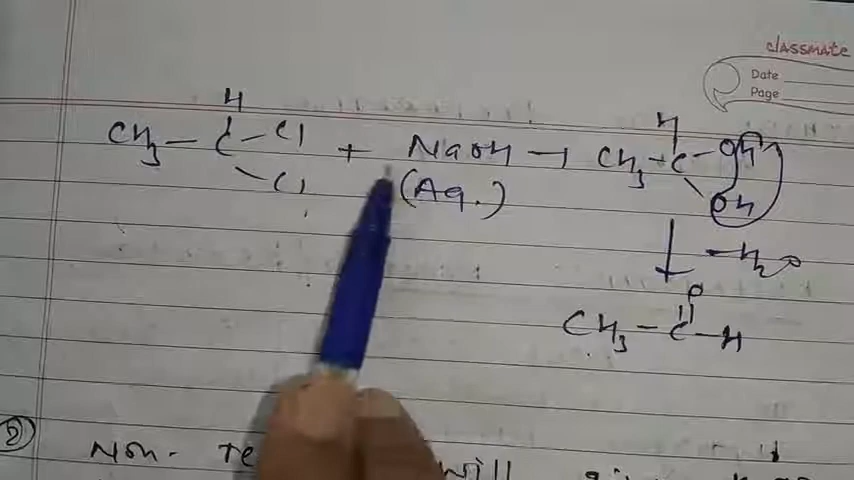 classmate
Date
Page
H H
CH3 - C - Cl + NaOH → CH3 - C - OH
Cl (Aq.) OH
- H2O
O
CH3 - C - H
② Non- will